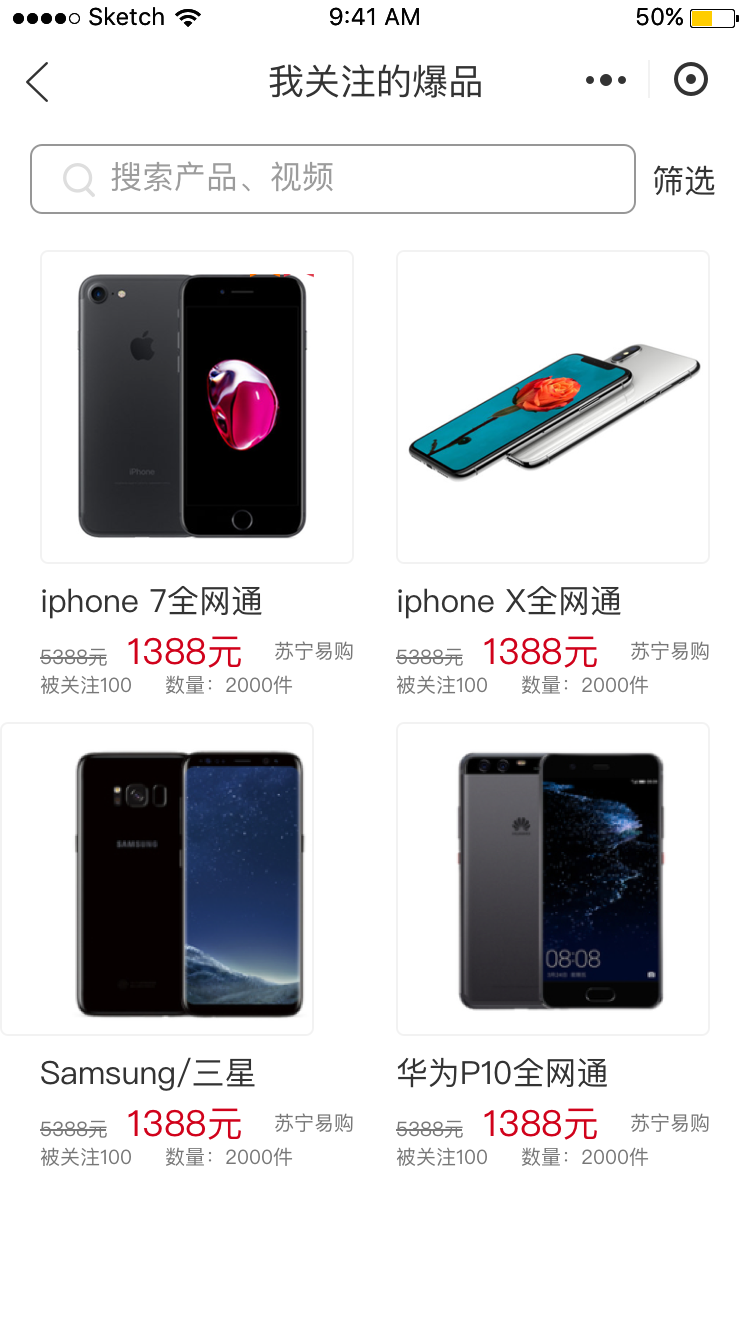 Sketch 9:41 AM 50%
我关注的爆品
搜索产品、视频 筛选
iPhone
iphone 7全网通
5388元 1388元 苏宁易购
被关注100 数量：2000件
iphone X全网通
5388元 1388元 苏宁易购
被关注100 数量：2000件
SAMSUNG
Samsung/三星
5388元 1388元 苏宁易购
被关注100 数量：2000件
08:08
华为P10全网通
5388元 1388元 苏宁易购
被关注100 数量：2000件